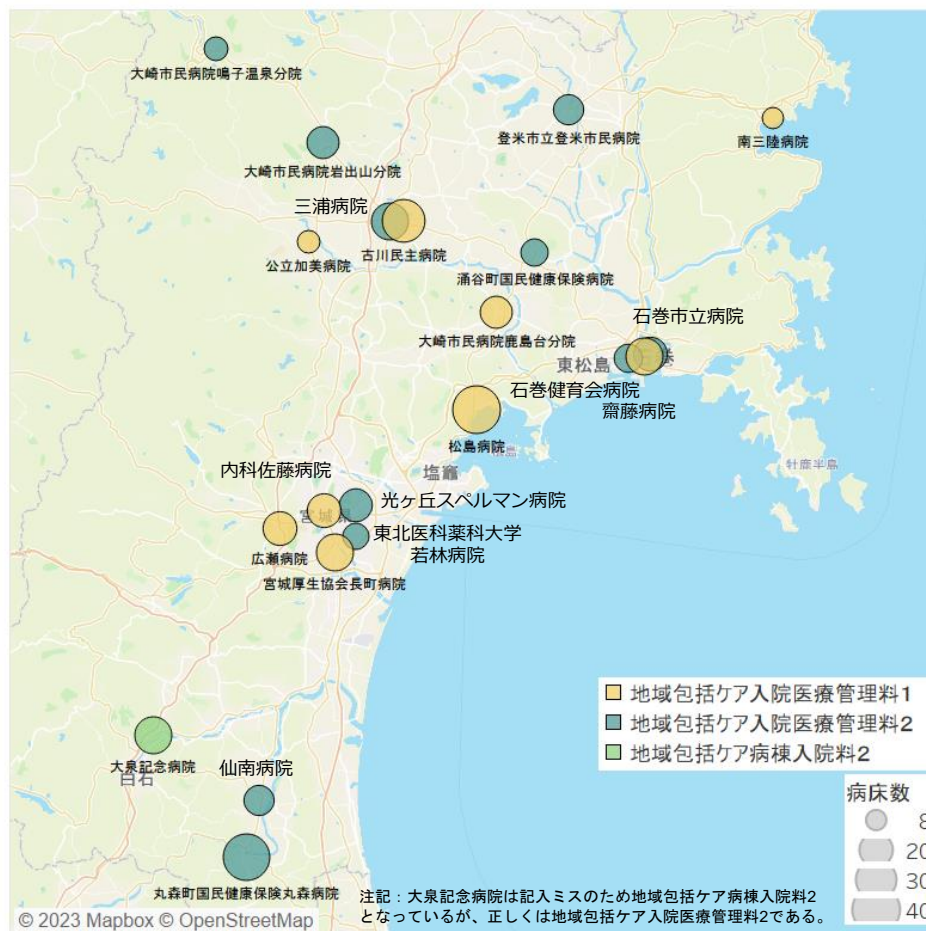 大崎市民病院鳴子温泉分院
登米市立登米市民病院
南三陸病院
大崎市民病院岩出山分院
三浦病院
公立加美病院
古川民主病院
涌谷町国民健康保険病院
石巻市立病院
大崎市民病院鹿島台分院
東松島
石巻健育会病院
齋藤病院
松島病院
牡鹿半島
内科佐藤病院
塩竈
光ヶ丘スペルマン病院
東北医科薬科大学
若林病院
広瀬病院
宮城厚生協会長町病院
地域包括ケア入院医療管理料1
地域包括ケア入院医療管理料2
地域包括ケア病棟入院料2
大泉記念病院
白石
仙南病院
病床数
8
20
30
40
丸森町国民健康保険丸森病院
注記：大泉記念病院は記入ミスのため地域包括ケア病棟入院料2
となっているが、正しくは地域包括ケア入院医療管理料2である。
© 2023 Mapbox © OpenStreetMap